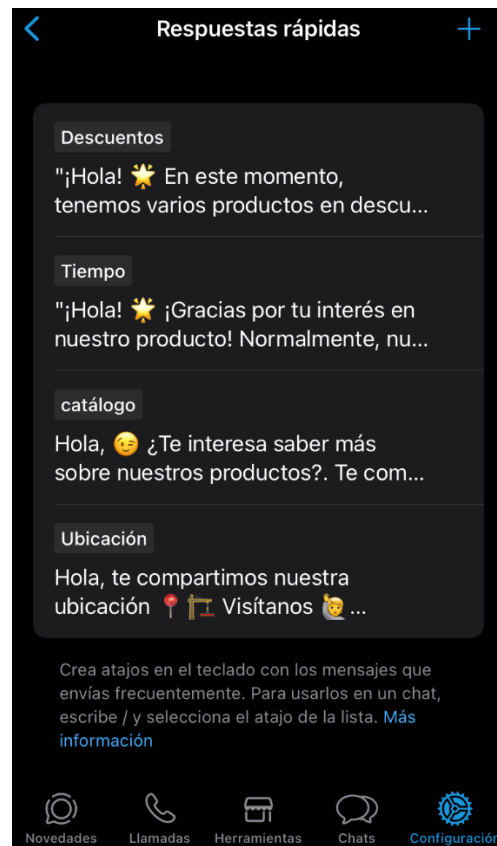 Respuestas rápidas
Descuentos
"¡Hola! 🌟 En este momento,
tenemos varios productos en descu...
Tiempo
"¡Hola! 🌟 ¡Gracias por tu interés en
nuestro producto! Normalmente, nu...
catálogo
Hola, 😉 ¿Te interesa saber más
sobre nuestros productos?. Te com...
Ubicación
Hola, te compartimos nuestra
ubicación 📍 🏗️ Visítanos 🙋‍♂️ ...
Crea atajos en el teclado con los mensajes que
envías frecuentemente. Para usarlos en un chat,
escribe / y selecciona el atajo de la lista. Más
información
Novedades Llamadas Herramientas Chats Configuración